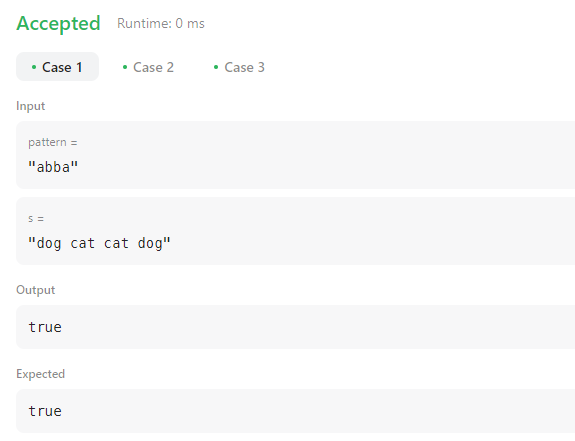 Accepted Runtime: 0 ms
• Case 1 • Case 2 • Case 3
Input
pattern =
"abba"
s =
"dog cat cat dog"
Output
true
Expected
true